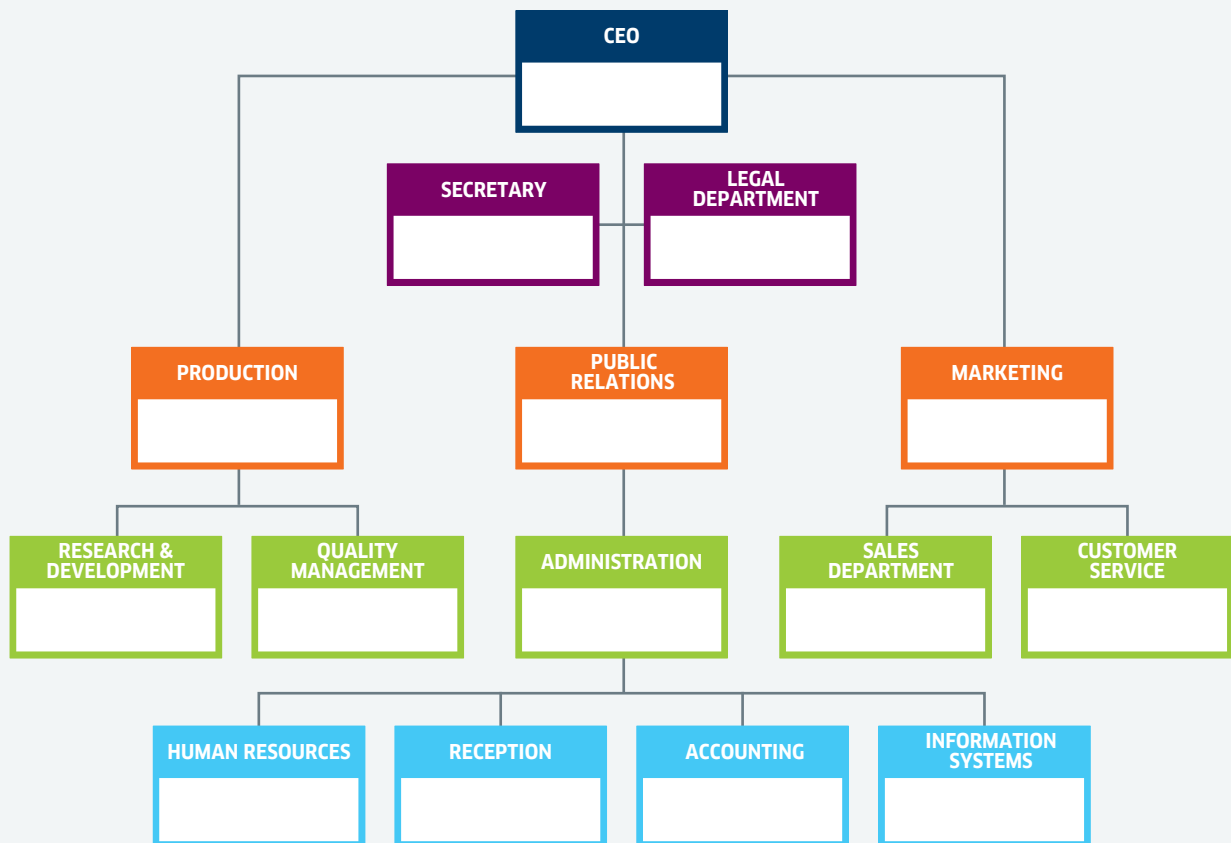 CEO
SECRETARY
LEGAL
DEPARTMENT
PRODUCTION
PUBLIC
RELATIONS
MARKETING
RESEARCH &
DEVELOPMENT
QUALITY
MANAGEMENT
ADMINISTRATION
SALES
DEPARTMENT
CUSTOMER
SERVICE
HUMAN RESOURCES
RECEPTION
ACCOUNTING
INFORMATION
SYSTEMS